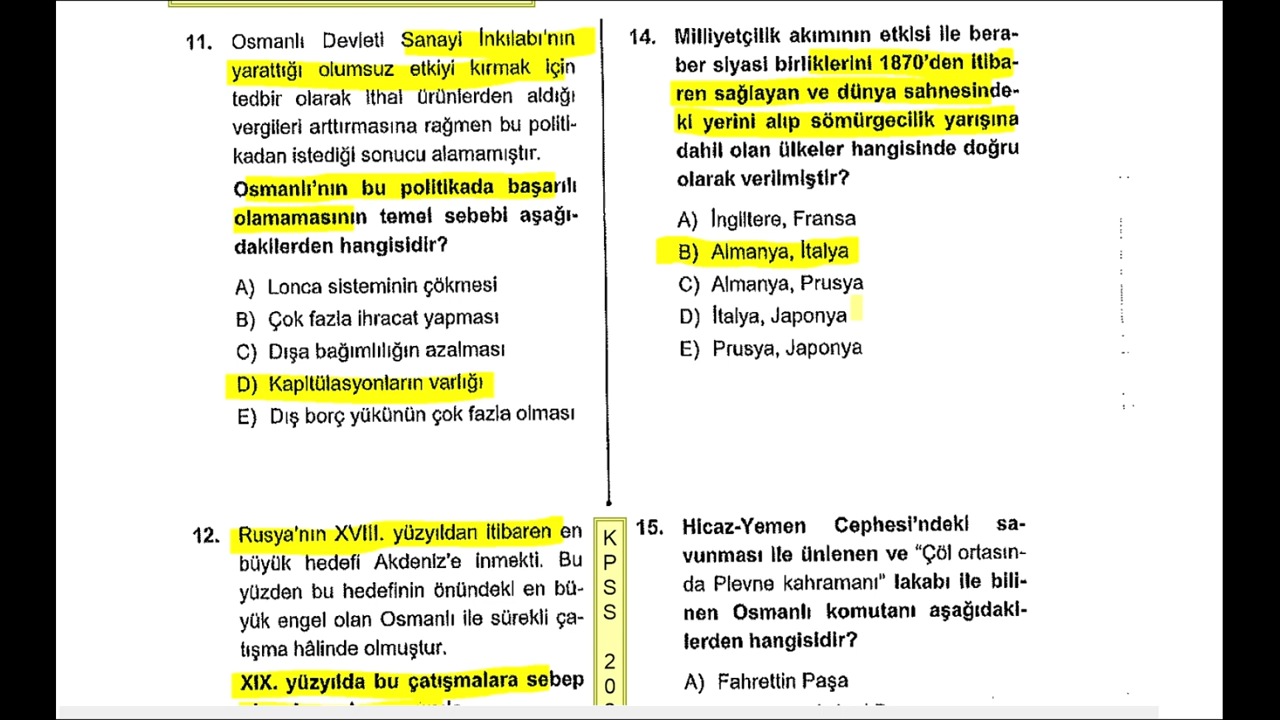 11. Osmanlı Devleti Sanayi İnkılabı'nın
yarattığı olumsuz etkiyi kırmak için
tedbir olarak ithal ürünlerden aldığı
vergileri arttırmasına rağmen bu politi-
kadan istediği sonucu alamamıştır.
Osmanlı'nın bu politikada başarılı
olamamasının temel sebebi aşağı-
dakilerden hangisidir?
A) Lonca sisteminin çökmesi
B) Çok fazla ihracat yapması
C) Dışa bağımlılığın azalması
D) Kapitülasyonların varlığı
E) Dış borç yükünün çok fazla olması
12. Rusya'nın XVIII. yüzyıldan itibaren en
büyük hedefi Akdeniz'e inmekti. Bu
yüzden bu hedefinin önündeki en bü-
yük engel olan Osmanlı ile sürekli ça-
tışma hâlinde olmuştur.
XIX. yüzyılda bu çatışmalara sebep
K
P
S
S
2
0
14. Milliyetçilik akımının etkisi ile bera-
ber siyasi birliklerini 1870'den itiba-
ren sağlayan ve dünya sahnesinde-
ki yerini alıp sömürgecilik yarışına
dahil olan ülkeler hangisinde doğru
olarak verilmiştir?
A) İngiltere, Fransa
B) Almanya, İtalya
C) Almanya, Prusya
D) İtalya, Japonya
E) Prusya, Japonya
15. Hicaz-Yemen Cephesi'ndeki sa-
vunması ile ünlenen ve “Çöl ortasın-
da Plevne kahramanı” lakabı ile bili-
nen Osmanlı komutanı aşağıdaki-
lerden hangisidir?
A) Fahrettin Paşa